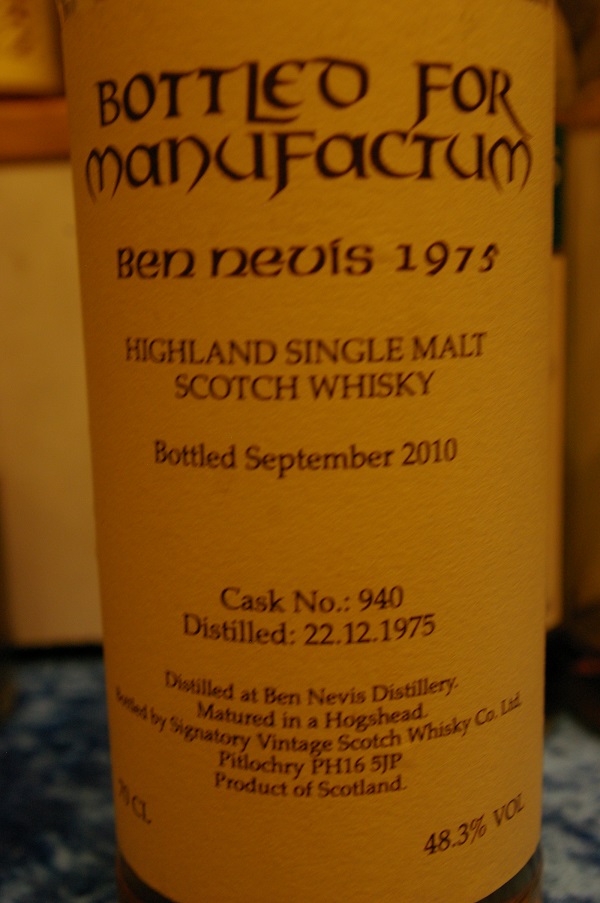 BOTTLED FOR
MANUFACTUM
Ben nevis 1975
HIGHLAND SINGLE MALT
SCOTCH WHISKY
Bottled September 2010
Cask No.: 940
Distilled: 22.12.1975
Distilled at Ben Nevis Distillery.
Matured in a Hogshead.
Bottled by Signatory Vintage Scotch Whisky Co. Ltd.
Pitlochry PH16 5JP
Product of Scotland.
70 CL
48.3% VOL